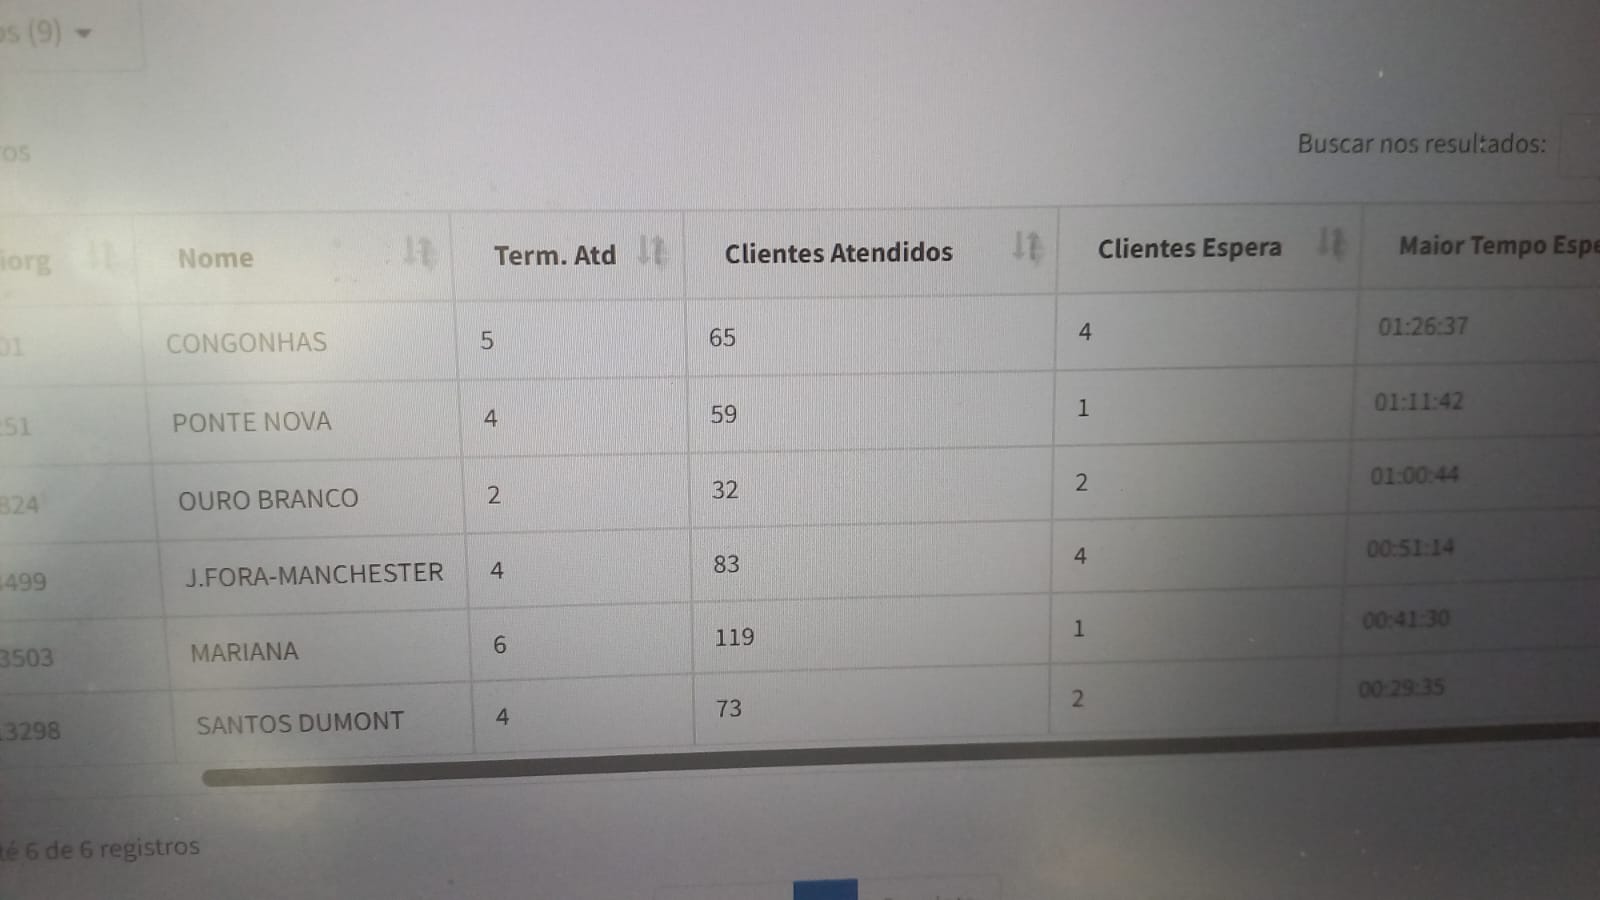 os (9)
os
Buscar nos resultados:
iorg Nome Term. Atd Clientes Atendidos Clientes Espera Maior Tempo Espe
01 CONGONHAS 5 65 4 01:26:37
251 PONTE NOVA 4 59 1 01:11:42
824 OURO BRANCO 2 32 2 01:00:44
499 J.FORA-MANCHESTER 4 83 4 00:51:14
3503 MARIANA 6 119 1 00:41:30
3298 SANTOS DUMONT 4 73 2 00:29:35
té 6 de 6 registros